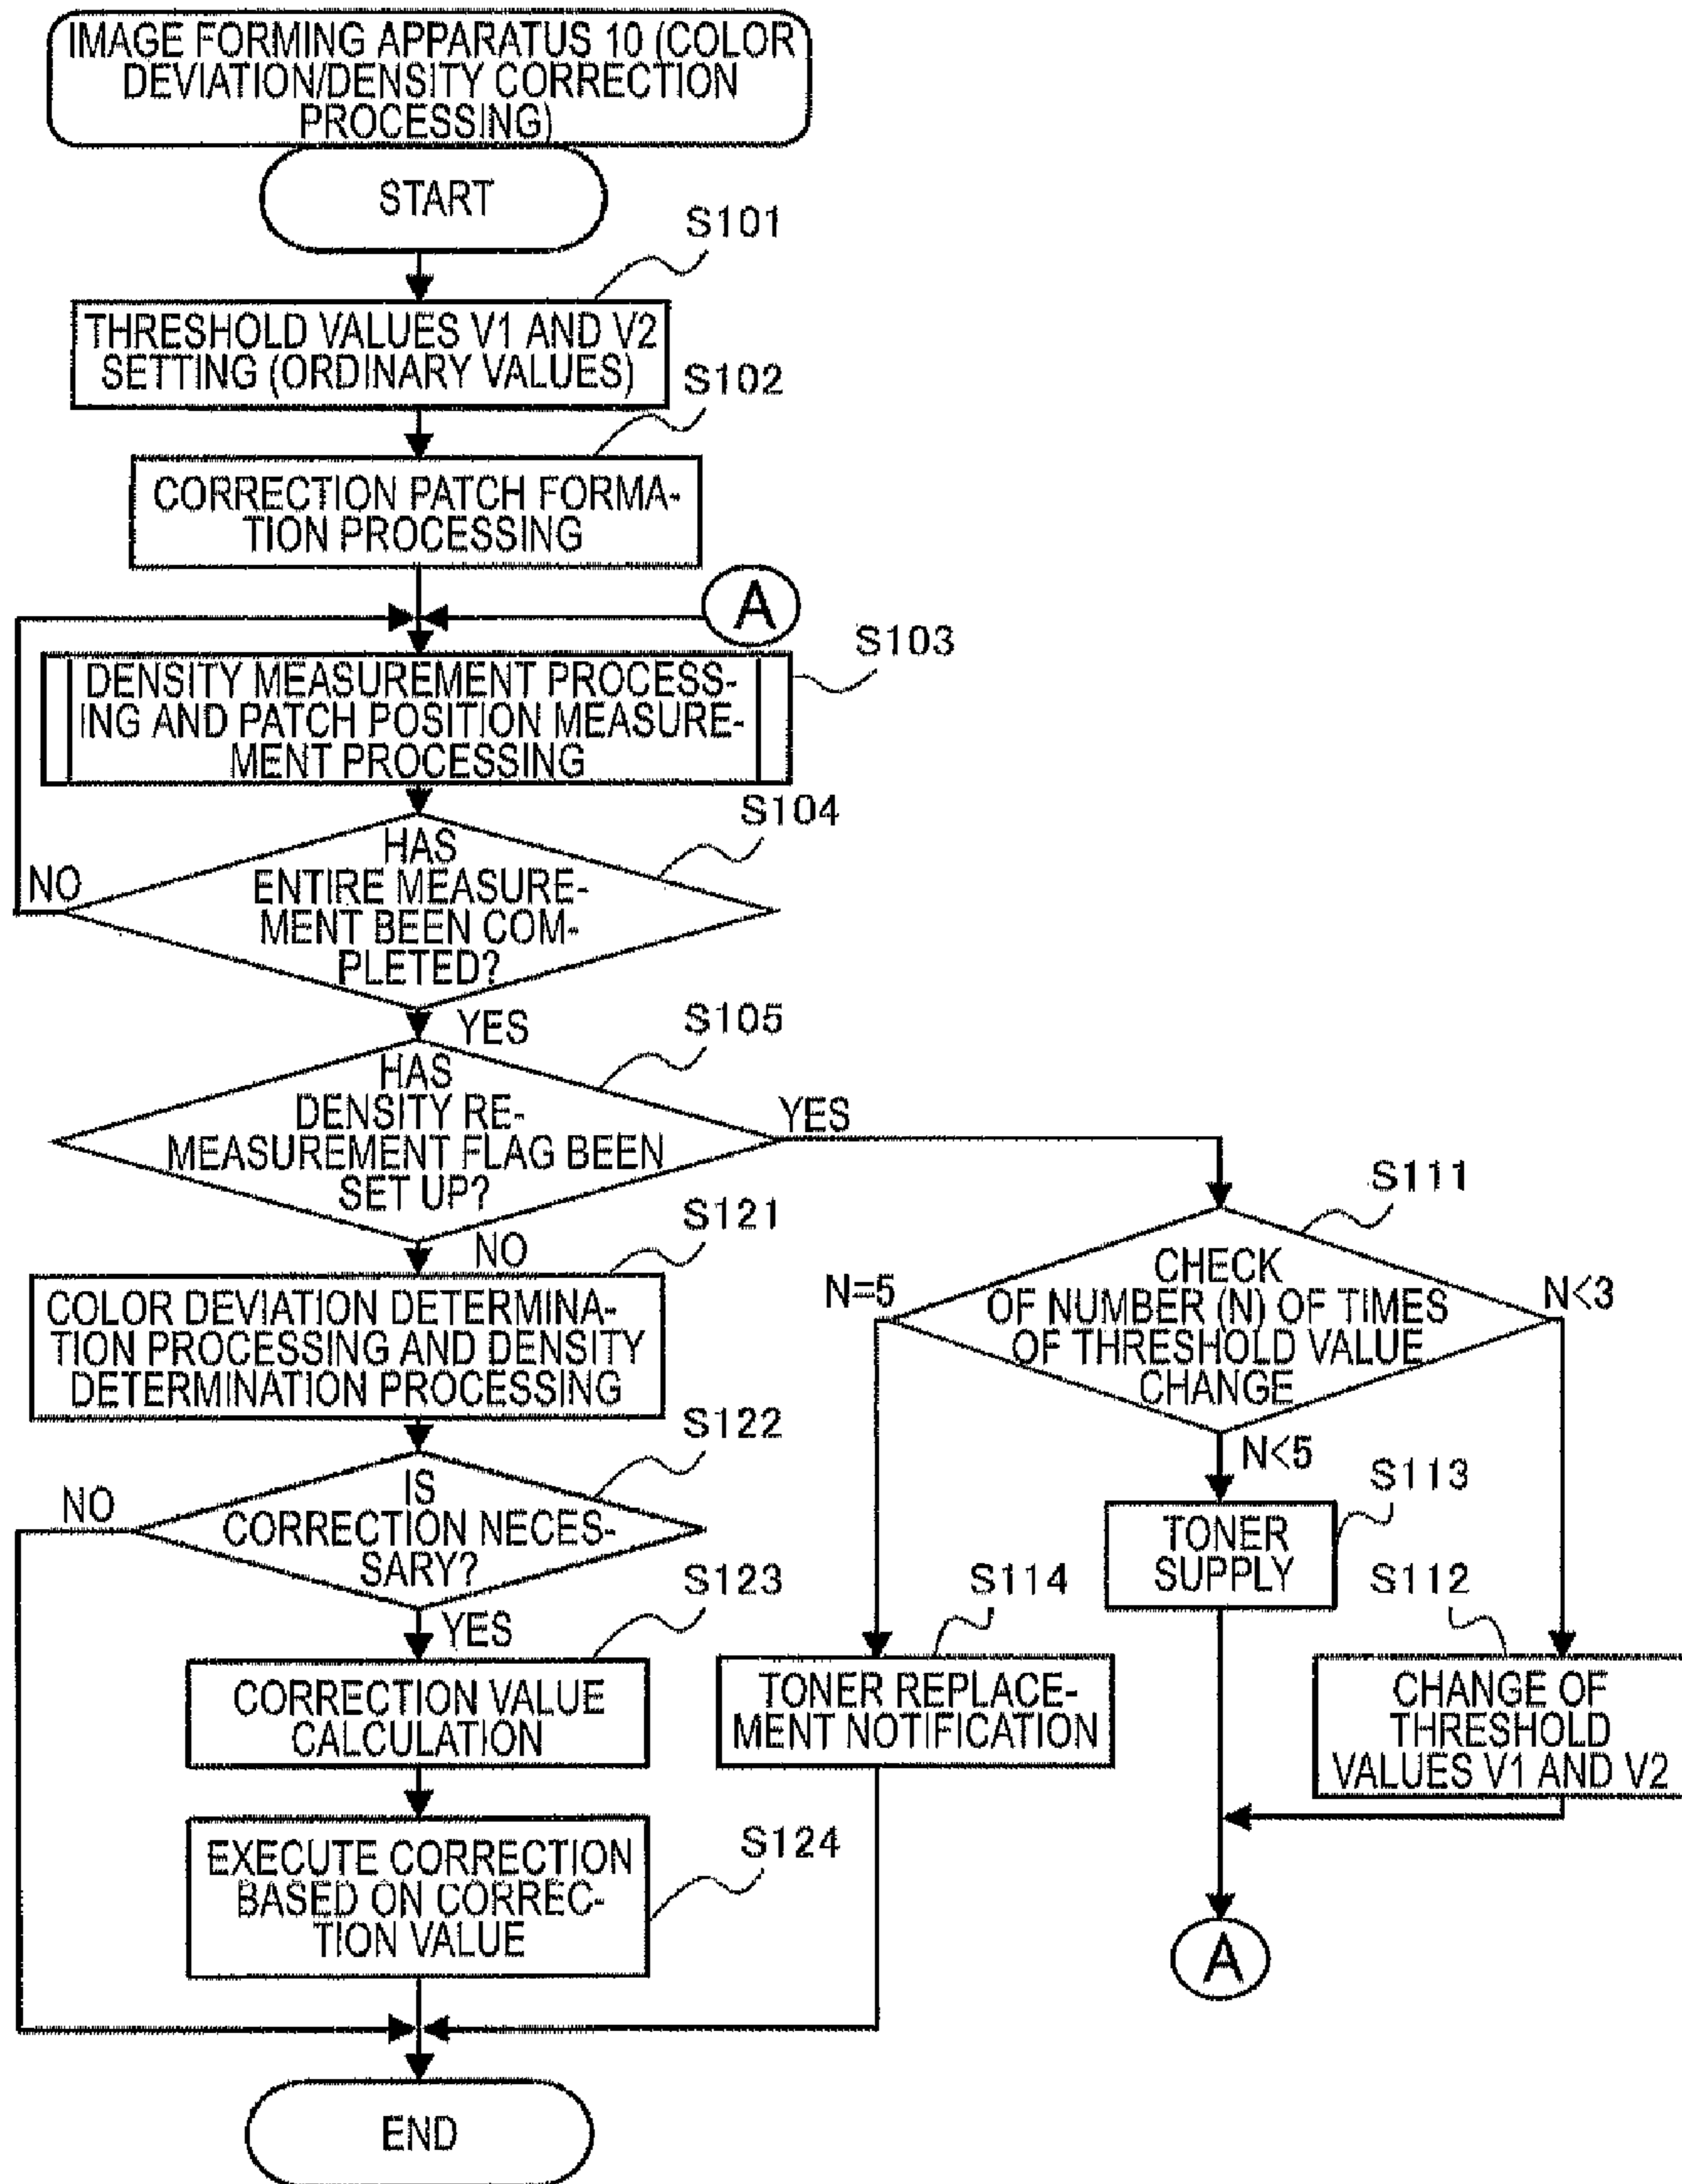 IMAGE FORMING APPARATUS 10 (COLOR
DEVIATION/DENSITY CORRECTION
PROCESSING)
START
S101
THRESHOLD VALUES V1 AND V2
SETTING (ORDINARY VALUES)
S102
CORRECTION PATCH FORMA-
TION PROCESSING
A
S103
DENSITY MEASUREMENT PROCESS-
ING AND PATCH POSITION MEASURE-
MENT PROCESSING
S104
HAS
ENTIRE MEASURE-
MENT BEEN COM-
PLETED?
NO
YES
S105
HAS
DENSITY RE-
MEASUREMENT FLAG BEEN
SET UP?
YES
NO
S121
COLOR DEVIATION DETERMINA-
TION PROCESSING AND DENSITY
DETERMINATION PROCESSING
S122
IS
CORRECTION NECES-
SARY?
NO
YES
S123
CORRECTION VALUE
CALCULATION
S124
EXECUTE CORRECTION
BASED ON CORREC-
TION VALUE
END
S111
CHECK
OF NUMBER (N) OF TIMES
OF THRESHOLD VALUE
CHANGE
N=5
N<3
N<5
S113
TONER
SUPPLY
S114
TONER REPLACE-
MENT NOTIFICATION
S112
CHANGE OF
THRESHOLD
VALUES V1 AND V2
A